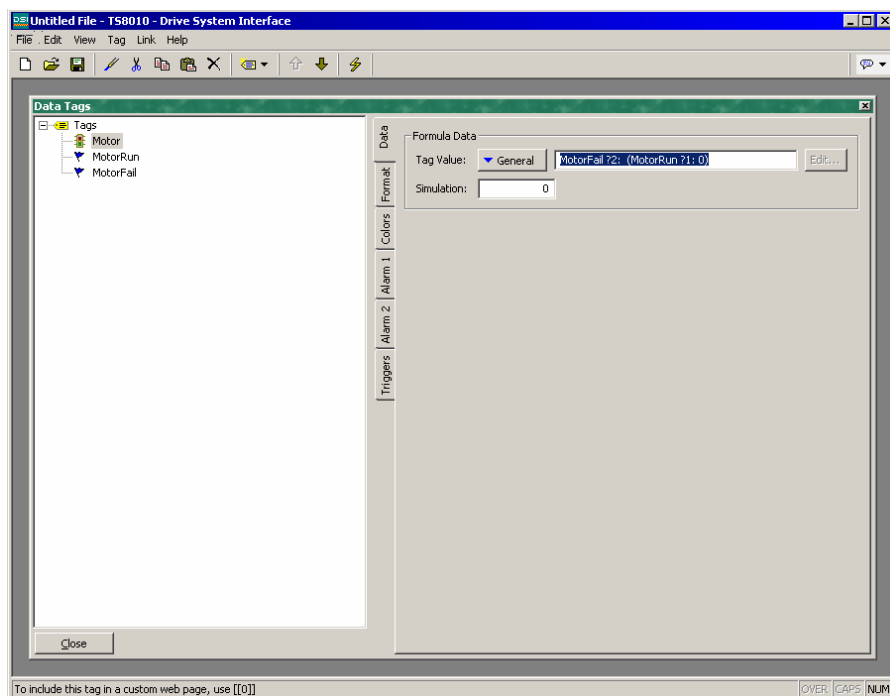 DSI Untitled File - TS8010 - Drive System Interface
File Edit View Tag Link Help
Data Tags
Tags
Motor
MotorRun
MotorFail
Data
Format
Colors
Alarm 1
Alarm 2
Triggers
Formula Data
Tag Value: General MotorFail ?2: (MotorRun ?1: 0) Edit...
Simulation: 0
Close
To include this tag in a custom web page, use [[0]] OVER CAPS NUM